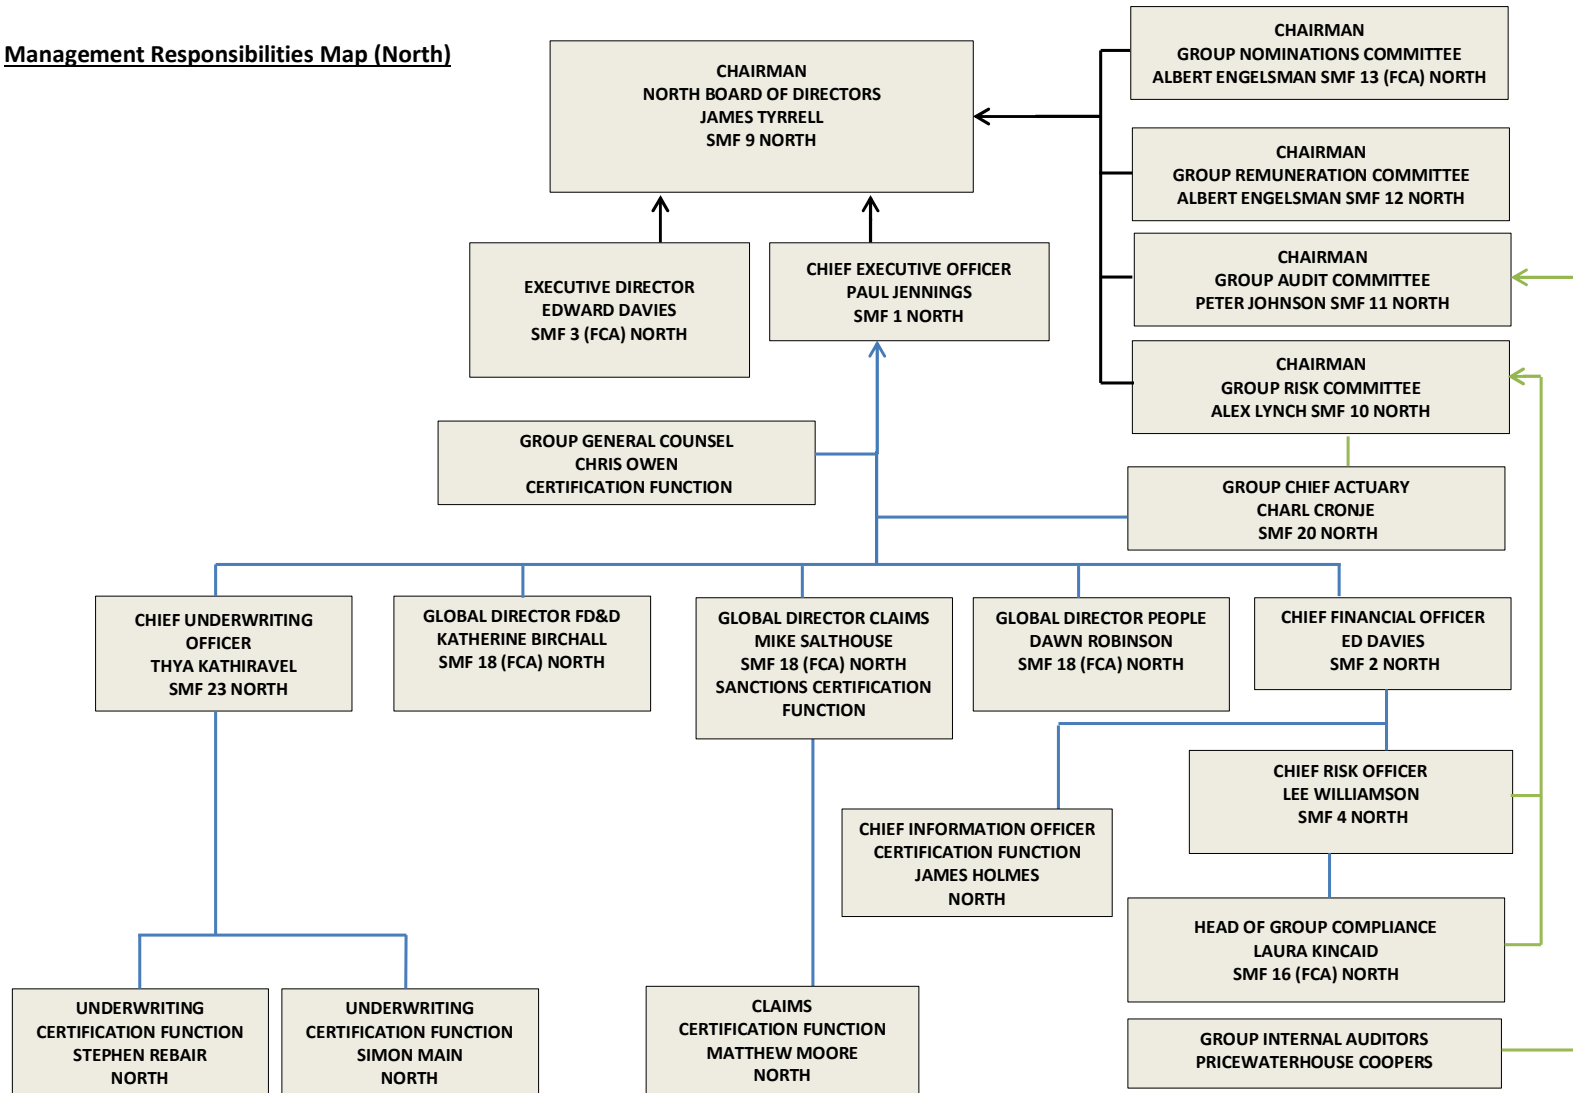 Management Responsibilities Map (North)
CHAIRMAN
NORTH BOARD OF DIRECTORS
JAMES TYRRELL
SMF 9 NORTH
CHAIRMAN
GROUP NOMINATIONS COMMITTEE
ALBERT ENGELSMAN SMF 13 (FCA) NORTH
CHAIRMAN
GROUP REMUNERATION COMMITTEE
ALBERT ENGELSMAN SMF 12 NORTH
CHAIRMAN
GROUP AUDIT COMMITTEE
PETER JOHNSON SMF 11 NORTH
CHAIRMAN
GROUP RISK COMMITTEE
ALEX LYNCH SMF 10 NORTH
EXECUTIVE DIRECTOR
EDWARD DAVIES
SMF 3 (FCA) NORTH
CHIEF EXECUTIVE OFFICER
PAUL JENNINGS
SMF 1 NORTH
GROUP GENERAL COUNSEL
CHRIS OWEN
CERTIFICATION FUNCTION
GROUP CHIEF ACTUARY
CHARL CRONJE
SMF 20 NORTH
CHIEF UNDERWRITING
OFFICER
THYA KATHIRAVEL
SMF 23 NORTH
GLOBAL DIRECTOR FD&D
KATHERINE BIRCHALL
SMF 18 (FCA) NORTH
GLOBAL DIRECTOR CLAIMS
MIKE SALTHOUSE
SMF 18 (FCA) NORTH
SANCTIONS CERTIFICATION
FUNCTION
GLOBAL DIRECTOR PEOPLE
DAWN ROBINSON
SMF 18 (FCA) NORTH
CHIEF FINANCIAL OFFICER
ED DAVIES
SMF 2 NORTH
CHIEF RISK OFFICER
LEE WILLIAMSON
SMF 4 NORTH
CHIEF INFORMATION OFFICER
CERTIFICATION FUNCTION
JAMES HOLMES
NORTH
HEAD OF GROUP COMPLIANCE
LAURA KINCAID
SMF 16 (FCA) NORTH
UNDERWRITING
CERTIFICATION FUNCTION
STEPHEN REBAIR
NORTH
UNDERWRITING
CERTIFICATION FUNCTION
SIMON MAIN
NORTH
CLAIMS
CERTIFICATION FUNCTION
MATTHEW MOORE
NORTH
GROUP INTERNAL AUDITORS
PRICEWATERHOUSE COOPERS